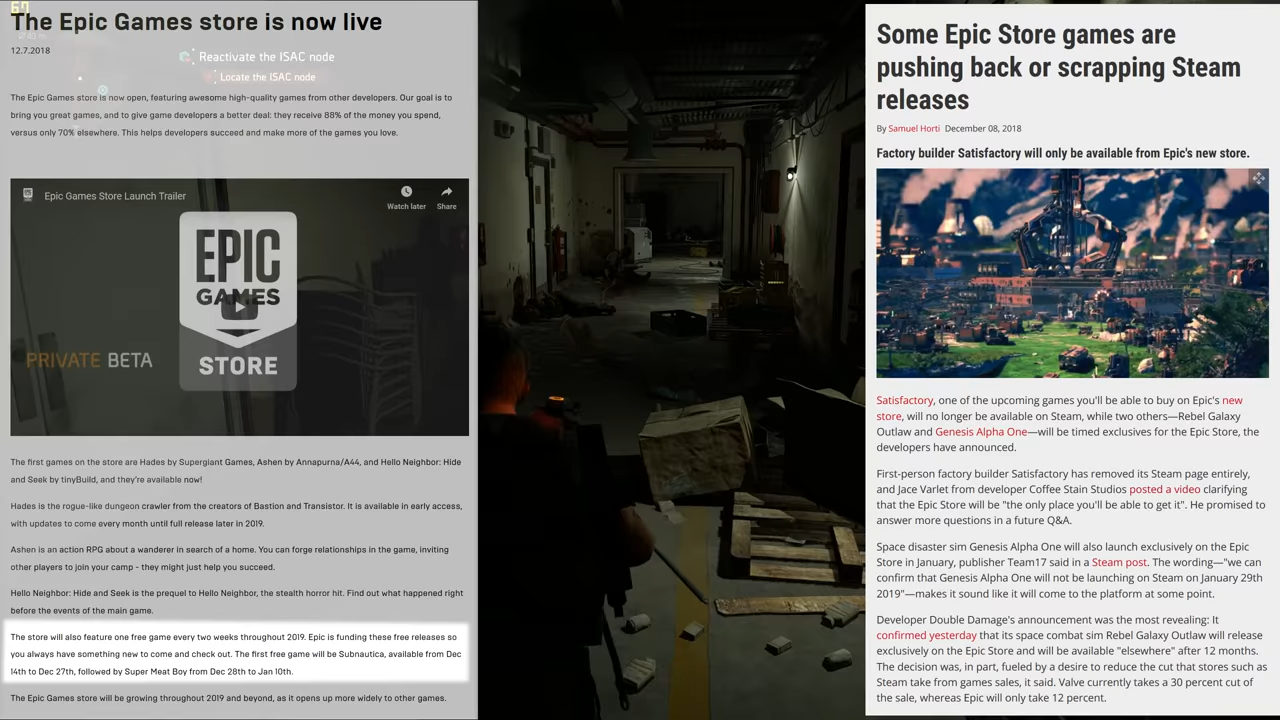 67
The Epic Games store is now live
12.7.2018
Reactivate the ISAC node
Locate the ISAC node
The Epic Games store is now open, featuring awesome high-quality games from other developers. Our goal is to
bring you great games, and to give game developers a better deal: they receive 88% of the money you spend,
versus only 70% elsewhere. This helps developers succeed and make more of the games you love.
Epic Games Store Launch Trailer
Watch later
Share
EPIC
GAMES
STORE
PRIVATE BETA
The first games on the store are Hades by Supergiant Games, Ashen by Annapurna/A44, and Hello Neighbor: Hide
and Seek by tinyBuild, and they're available now!
Hades is the rogue-like dungeon crawler from the creators of Bastion and Transistor. It is available in early access,
with updates to come every month until full release later in 2019.
Ashen is an action RPG about a wanderer in search of a home. You can forge relationships in the game, inviting
other players to join your camp - they might just help you succeed.
Hello Neighbor: Hide and Seek is the prequel to Hello Neighbor, the stealth horror hit. Find out what happened right
before the events of the main game.
The store will also feature one free game every two weeks throughout 2019. Epic is funding these free releases so
you always have something new to come and check out. The first free game will be Subnautica, available from Dec
14th to Dec 27th, followed by Super Meat Boy from Dec 28th to Jan 10th.
The Epic Games store will be growing throughout 2019 and beyond, as it opens up more widely to other games.
Some Epic Store games are
pushing back or scrapping Steam
releases
By Samuel Horti December 08, 2018
Factory builder Satisfactory will only be available from Epic's new store.
Satisfactory, one of the upcoming games you'll be able to buy on Epic's new
store, will no longer be available on Steam, while two others—Rebel Galaxy
Outlaw and Genesis Alpha One—will be timed exclusives for the Epic Store, the
developers have announced.
First-person factory builder Satisfactory has removed its Steam page entirely,
and Jace Varlet from developer Coffee Stain Studios posted a video clarifying
that the Epic Store will be "the only place you'll be able to get it". He promised to
answer more questions in a future Q&A.
Space disaster sim Genesis Alpha One will also launch exclusively on the Epic
Store in January, publisher Team17 said in a Steam post. The wording—"we can
confirm that Genesis Alpha One will not be launching on Steam on January 29th
2019"—makes it sound like it will come to the platform at some point.
Developer Double Damage's announcement was the most revealing: It
confirmed yesterday that its space combat sim Rebel Galaxy Outlaw will release
exclusively on the Epic Store and will be available "elsewhere" after 12 months.
The decision was, in part, fueled by a desire to reduce the cut that stores such as
Steam take from games sales, it said. Valve currently takes a 30 percent cut of
the sale, whereas Epic will only take 12 percent.